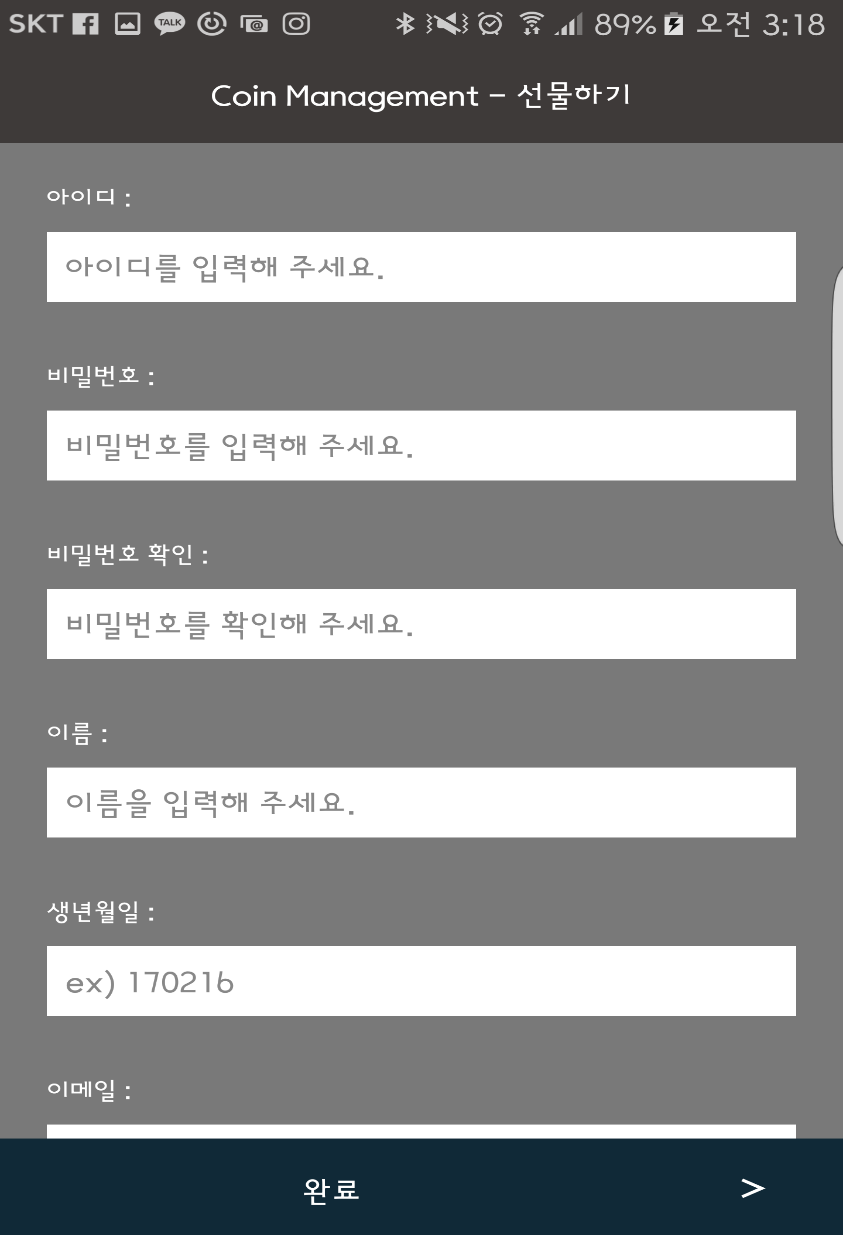 SKT TALK 89% 오전 3:18
Coin Management - 선물하기
아이디 :
아이디를 입력해 주세요.
비밀번호 :
비밀번호를 입력해 주세요.
비밀번호 확인 :
비밀번호를 확인해 주세요.
이름 :
이름을 입력해 주세요.
생년월일 :
ex) 170216
이메일 :
완료 >